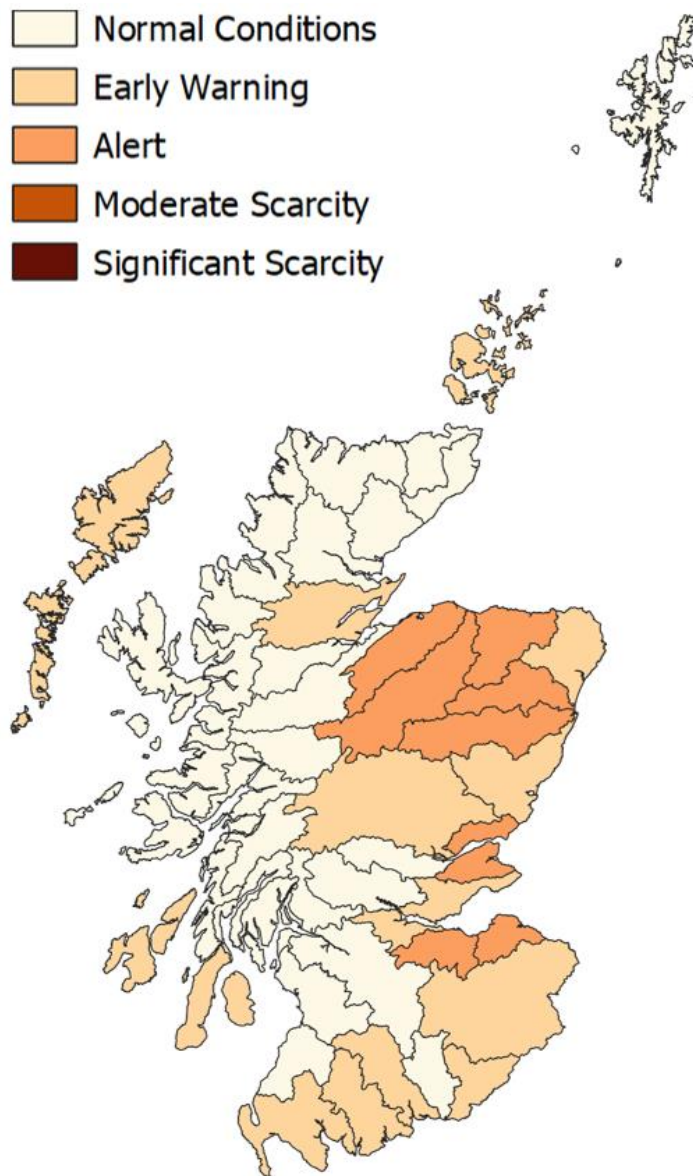 Normal Conditions
Early Warning
Alert
Moderate Scarcity
Significant Scarcity